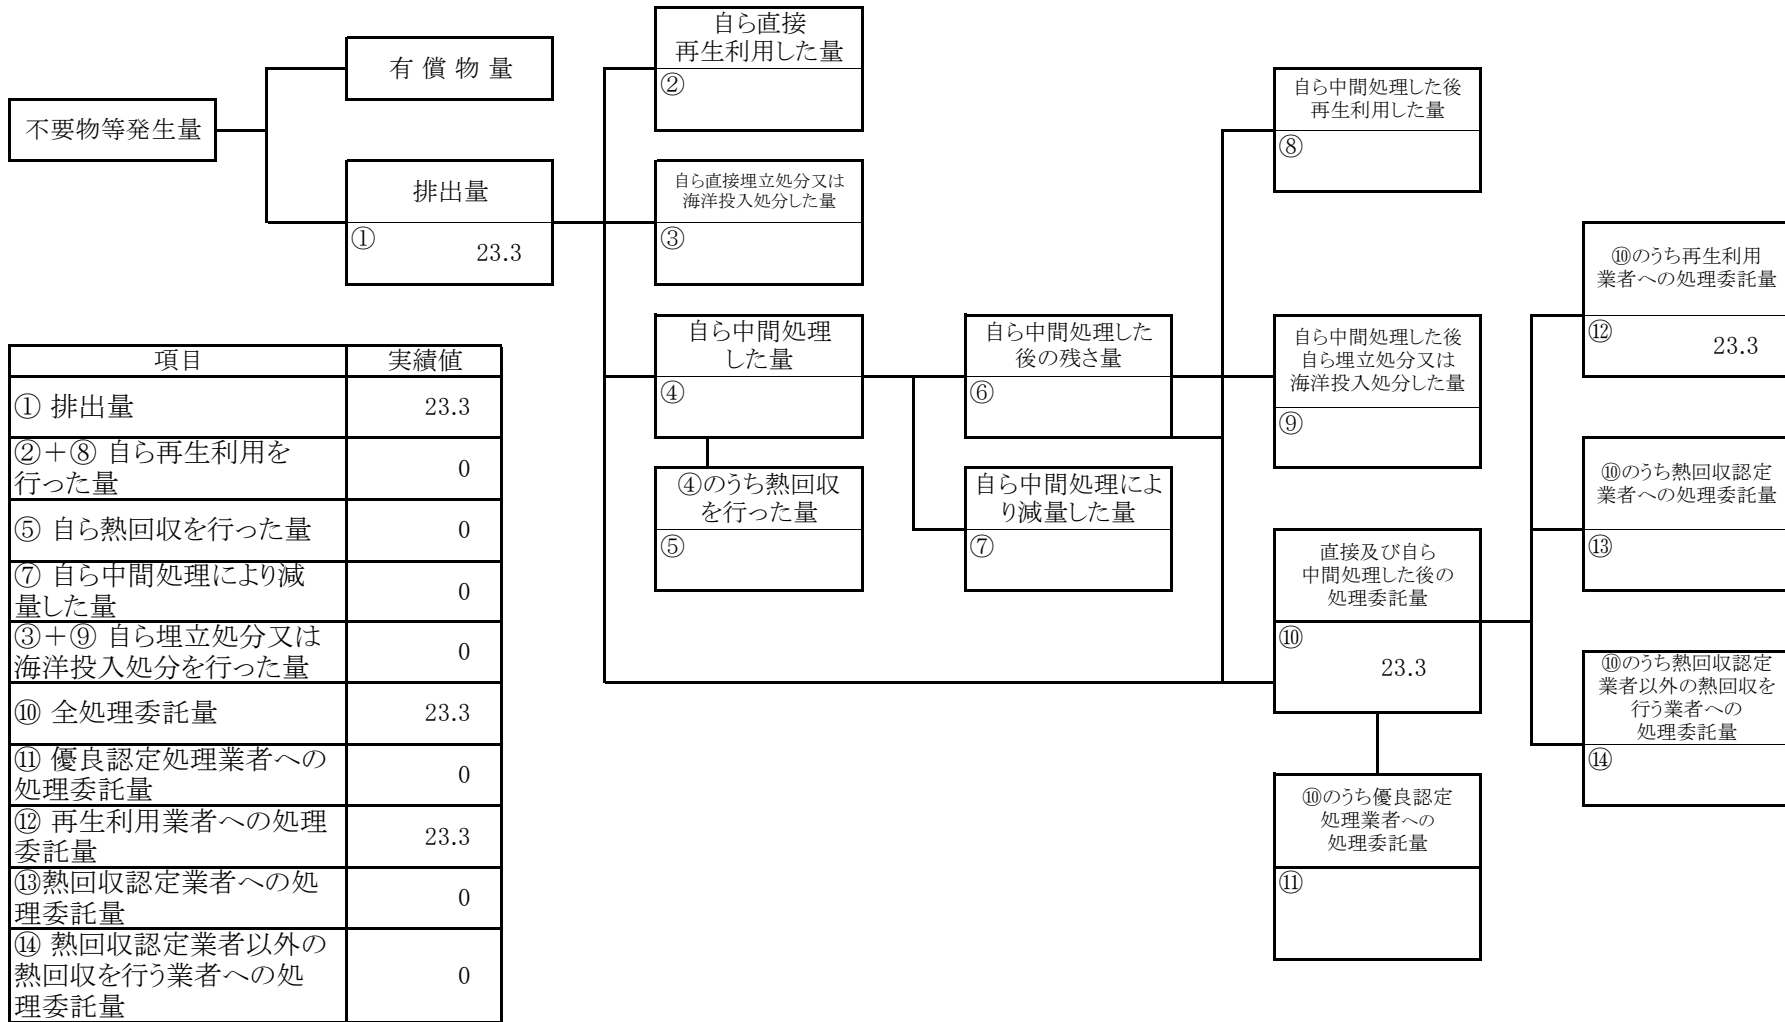 不要物等発生量
有償物量
排出量
①
23.3
自ら直接
再生利用した量
②
自ら直接埋立処分又は
海洋投入処分した量
③
自ら中間処理
した量
④
④のうち熱回収
を行った量
⑤
自ら中間処理した
後の残さ量
⑥
自ら中間処理によ
り減量した量
⑦
自ら中間処理した後
再生利用した量
⑧
自ら中間処理した後
自ら埋立処分又は
海洋投入処分した量
⑨
直接及び自ら
中間処理した後の
処理委託量
⑩
23.3
⑩のうち優良認定
処理業者への
処理委託量
⑪
⑩のうち再生利用
業者への処理委託量
⑫
23.3
⑩のうち熱回収認定
業者への処理委託量
⑬
⑩のうち熱回収認定
業者以外の熱回収を
行う業者への
処理委託量
⑭
項目 実績値
① 排出量 23.3
②+⑧ 自ら再生利用を
行った量 0
⑤ 自ら熱回収を行った量 0
⑦ 自ら中間処理により減
量した量 0
③+⑨ 自ら埋立処分又は
海洋投入処分を行った量 0
⑩ 全処理委託量 23.3
⑪ 優良認定処理業者への
処理委託量 0
⑫ 再生利用業者への処理
委託量 23.3
⑬熱回収認定業者への処
理委託量 0
⑭ 熱回収認定業者以外の
熱回収を行う業者への処
理委託量 0